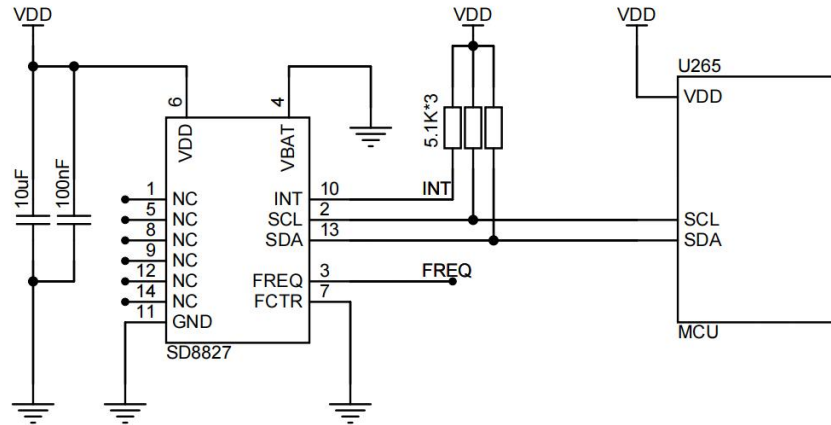 VDD
VDD
VDD
U265
6
4
VDD
VDD
VBAT
5.1K*3
10uF
100nF
1
NC
INT
10
INT
5
NC
SCL
2
SCL
8
NC
SDA
13
SDA
9
NC
12
NC
FREQ
3
FREQ
14
NC
FCTR
7
11
GND
SD8827
MCU